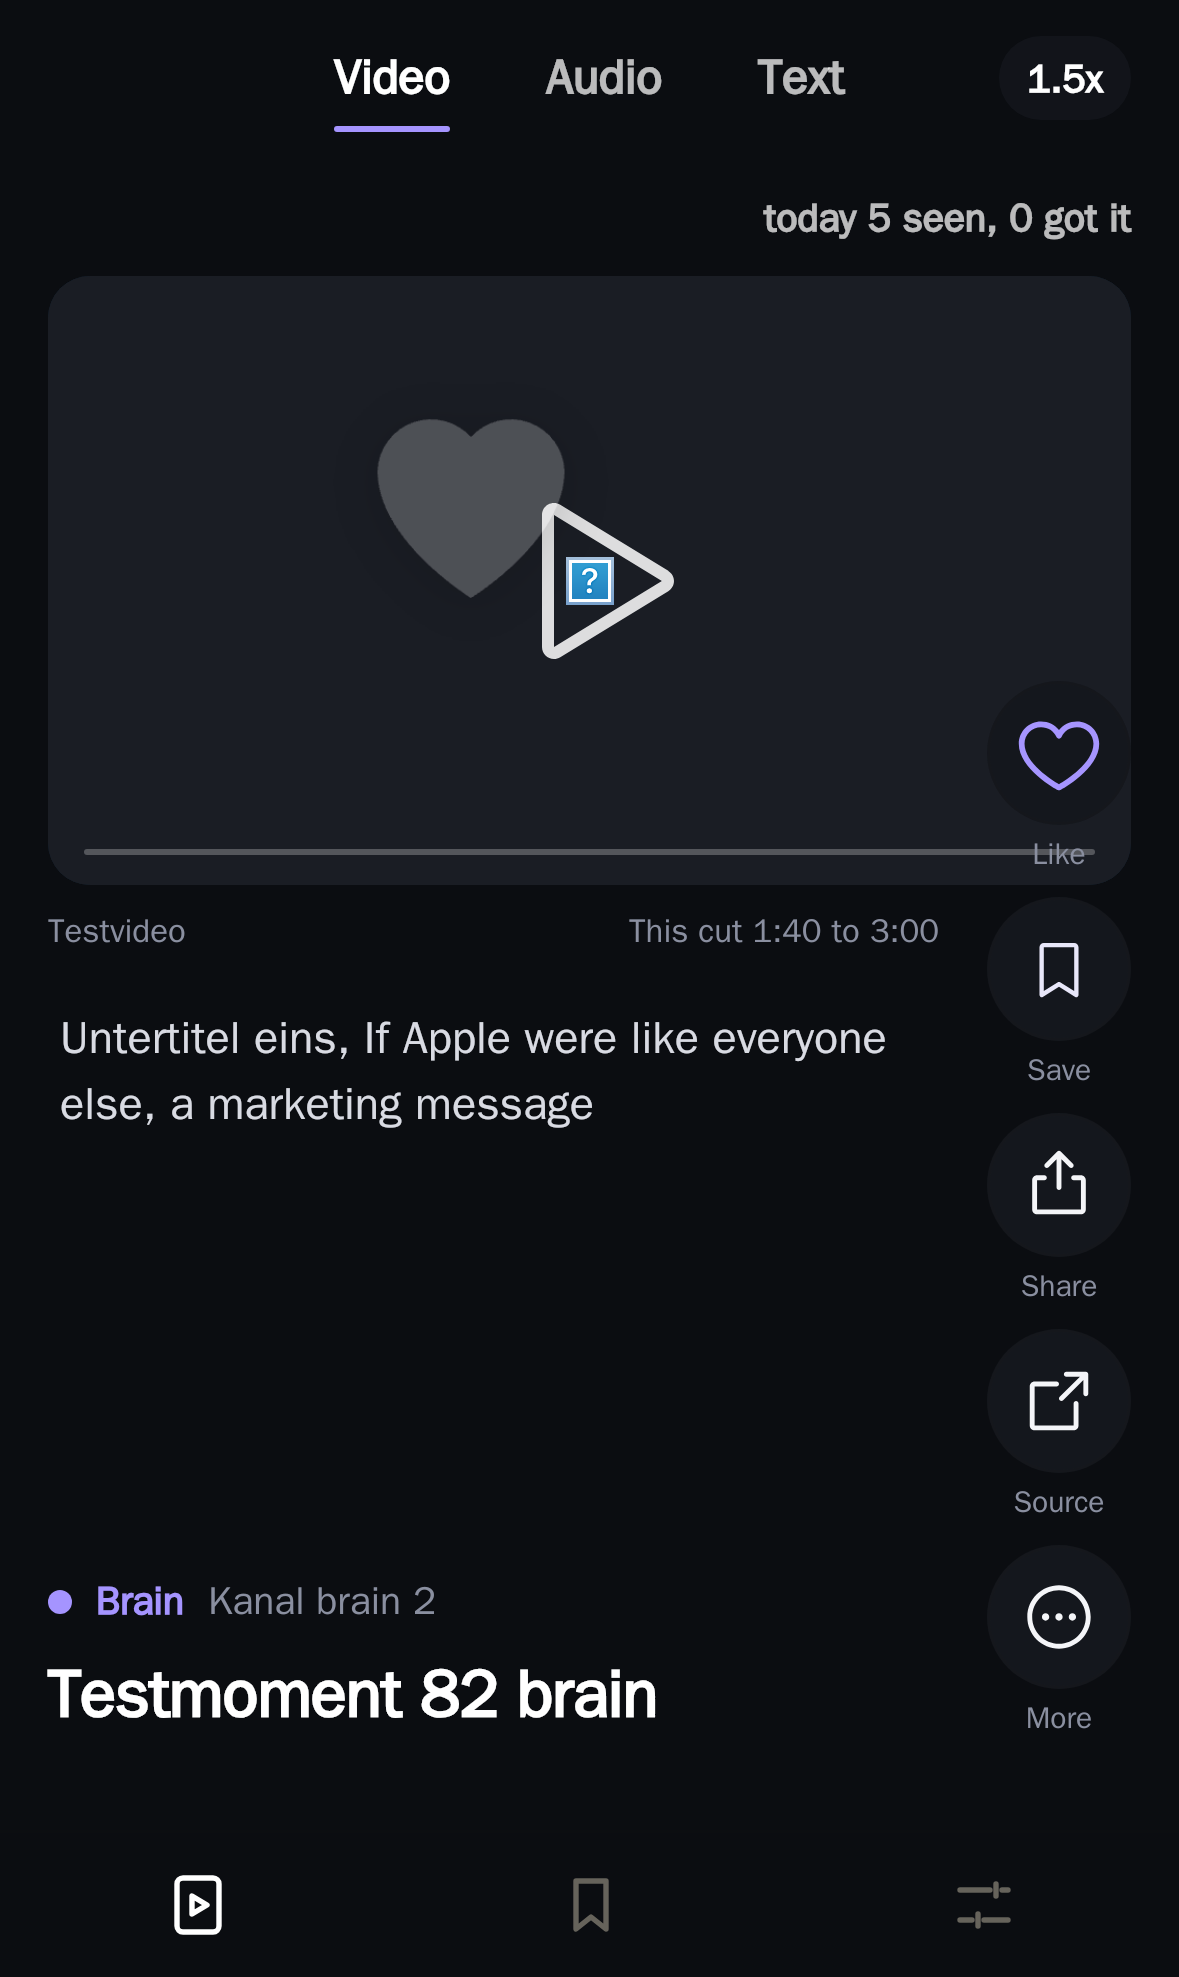 Video Audio Text 1.5x
today 5 seen, 0 got it
?
Like
Testvideo This cut 1:40 to 3:00
Untertitel eins, If Apple were like everyone
else, a marketing message
Save
Share
Source
Brain Kanal brain 2
Testmoment 82 brain
More